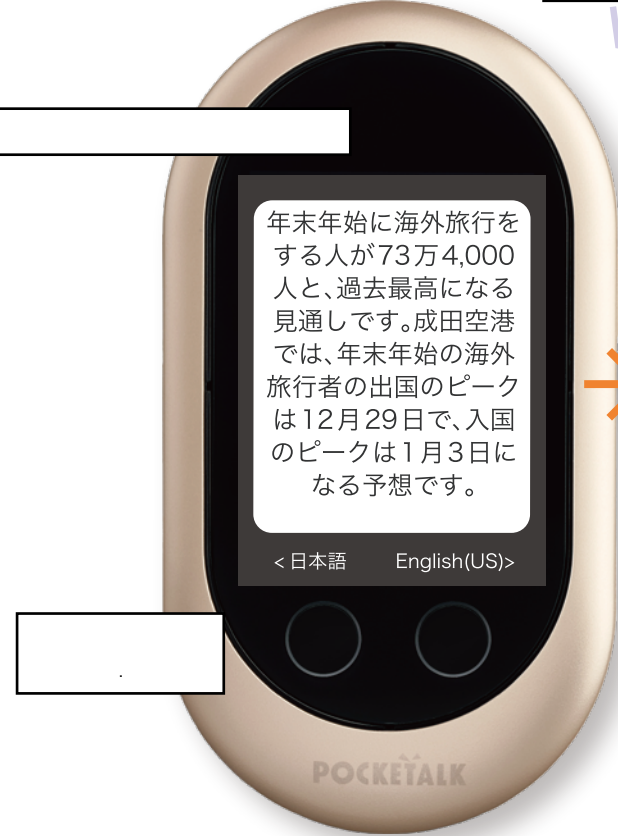 年末年始に海外旅行を
する人が73万4,000
人と、過去最高になる
見通しです。成田空港
では、年末年始の海外
旅行者の出国のピーク
は12月29日で、入国
のピークは1月3日に
なる予想です。
<日本語 English(US)>
POCKETALK